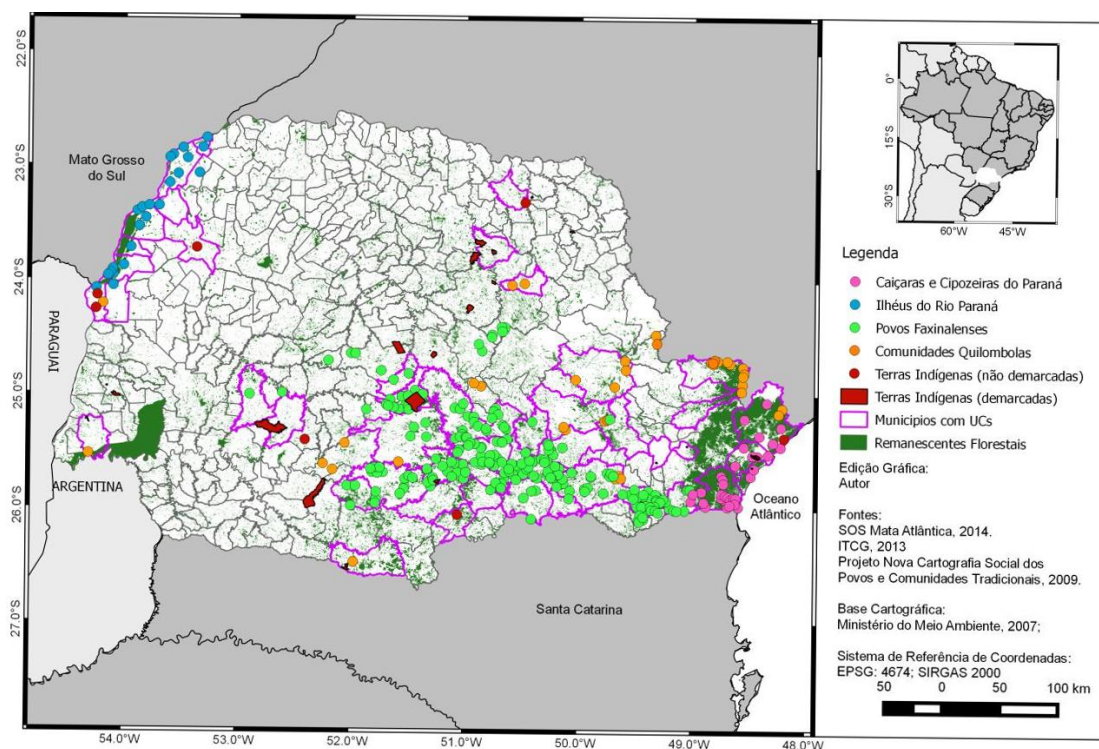 22.0°S
23.0°S
24.0°S
25.0°S
26.0°S
27.0°S
Mato Grosso
do Sul
PARAGUAI
ARGENTINA
Santa Catarina
Oceano
Atlântico
54.0°W
53.0°W
52.0°W
51.0°W
50.0°W
49.0°W
48.0°W
0°
15°S
30°S
60°W
45°W
Legenda
Caiçaras e Cipozeiras do Paraná
Ilhéus do Rio Paraná
Povos Faxinalenses
Comunidades Quilombolas
Terras Indígenas (não demarcadas)
Terras Indígenas (demarcadas)
Municipios com UCs
Remanescentes Florestais
Edição Gráfica:
Autor
Fontes:
SOS Mata Atlântica, 2014.
ITCG, 2013
Projeto Nova Cartografia Social dos
Povos e Comunidades Tradicionais, 2009.
Base Cartográfica:
Ministério do Meio Ambiente, 2007;
Sistema de Referência de Coordenadas:
EPSG: 4674; SIRGAS 2000
50 0 50 100 km